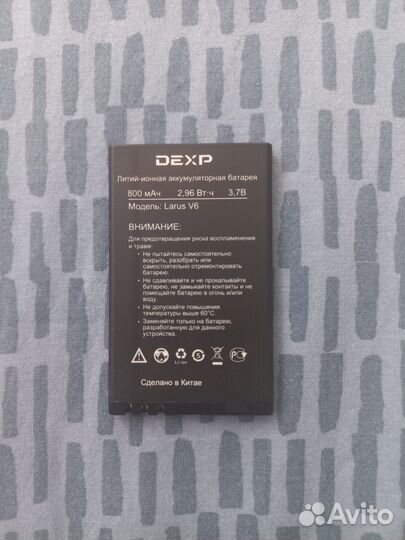 DEXP
Литий-ионная аккумуляторная батарея
800 мАч 2,96 Вт·ч 3,7В
Модель: Larus V6
ВНИМАНИЕ:
Для предотвращения риска воспламенения
и травм:
• Не пытайтесь самостоятельно
вскрыть, разобрать или
самостоятельно отремонтировать
батарею.
• Не сдавливайте и не прокалывайте
батарею, не замыкайте контакты и не
помещайте батарею в огонь и/или
воду.
• Не допускайте повышения
температуры выше 60°C.
• Заменяйте только на батарею,
разработанную для данного
устройства.
Li-ion
Сделано в Китае
Avito